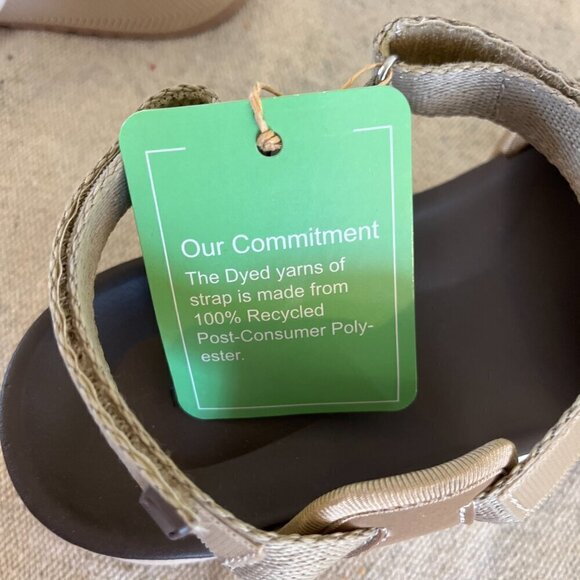 Our Commitment
The Dyed yarns of
strap is made from
100% Recycled
Post-Consumer Poly-
ester.